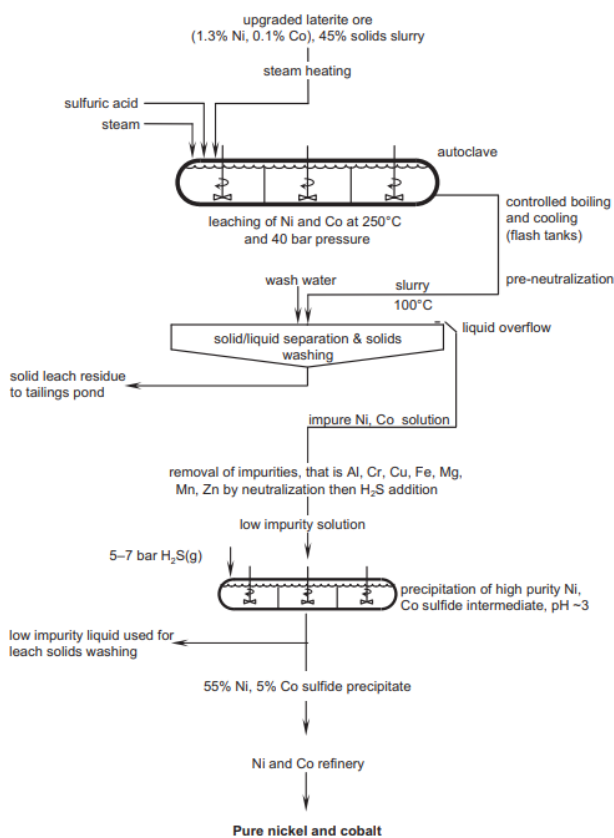 upgraded laterite ore
(1.3% Ni, 0.1% Co), 45% solids slurry
steam heating
sulfuric acid
steam
autoclave
leaching of Ni and Co at 250°C
and 40 bar pressure
controlled boiling
and cooling
(flash tanks)
wash water
slurry
pre-neutralization
100°C
liquid overflow
solid/liquid separation & solids
washing
solid leach residue
to tailings pond
impure Ni, Co solution
removal of impurities, that is Al, Cr, Cu, Fe, Mg,
Mn, Zn by neutralization then H₂S addition
low impurity solution
5–7 bar H₂S(g)
precipitation of high purity Ni,
Co sulfide intermediate, pH ~3
low impurity liquid used for
leach solids washing
55% Ni, 5% Co sulfide precipitate
Ni and Co refinery
Pure nickel and cobalt